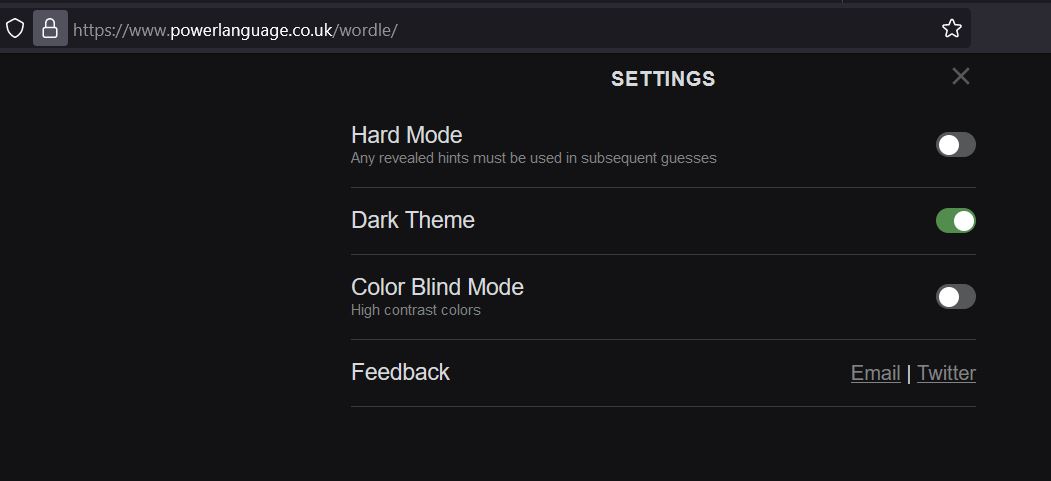 https://www.powerlanguage.co.uk/wordle/
SETTINGS
Hard Mode
Any revealed hints must be used in subsequent guesses
Dark Theme
Color Blind Mode
High contrast colors
Feedback Email | Twitter